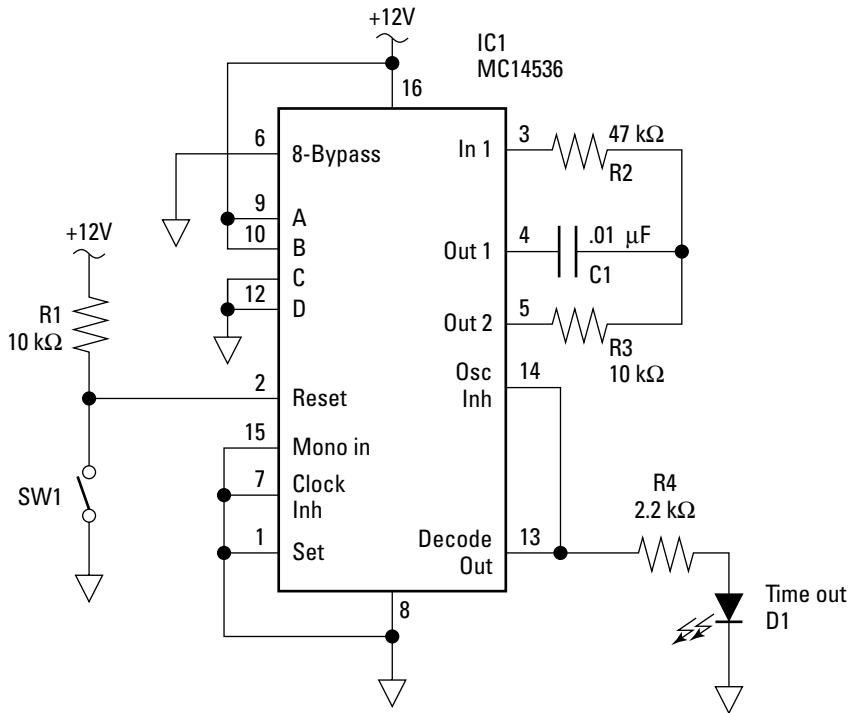 +12V
IC1
MC14536
16
6
8-Bypass
In 1
3
47 kΩ
R2
9
A
10
B
Out 1
4
.01 µF
C1
+12V
C
12
D
Out 2
5
R3
10 kΩ
R1
10 kΩ
Osc
Inh
14
2
Reset
15
Mono in
SW1
7
Clock
Inh
R4
2.2 kΩ
1
Set
Decode
Out
13
8
Time out
D1